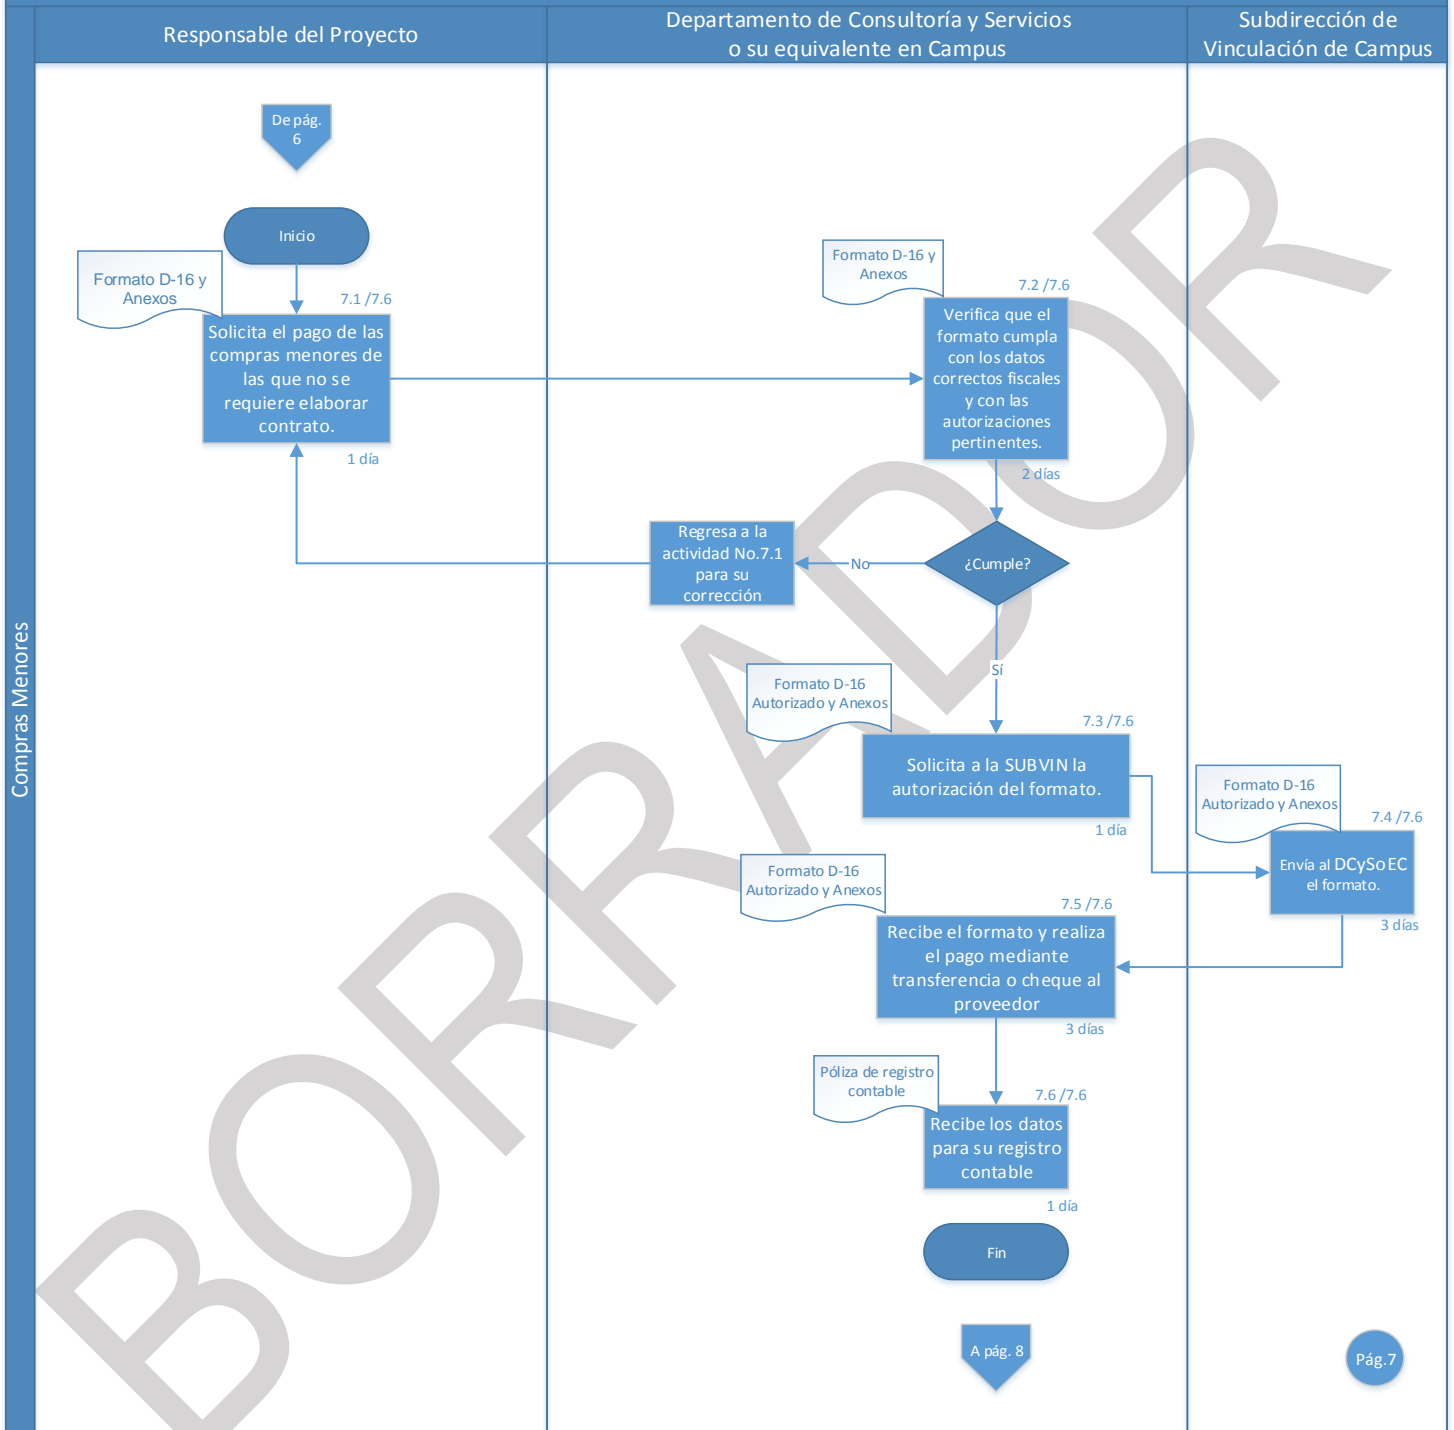 Responsable del Proyecto
Departamento de Consultoría y Servicios
o su equivalente en Campus
Subdirección de
Vinculación de Campus
Compras Menores
De pág.
6
Inicio
Formato D-16 y
Anexos
7.1 /7.6
Solicita el pago de las
compras menores de
las que no se
requiere elaborar
contrato.
1 día
Formato D-16 y
Anexos
7.2 /7.6
Verifica que el
formato cumpla
con los datos
correctos fiscales
y con las
autorizaciones
pertinentes.
2 días
¿Cumple?
No
Regresa a la
actividad No.7.1
para su
corrección
Sí
Formato D-16
Autorizado y Anexos
7.3 /7.6
Solicita a la SUBVIN la
autorización del formato.
1 día
Formato D-16
Autorizado y Anexos
7.4 /7.6
Envía al DCySoEC
el formato.
3 días
Formato D-16
Autorizado y Anexos
7.5 /7.6
Recibe el formato y realiza
el pago mediante
transferencia o cheque al
proveedor
3 días
Póliza de registro
contable
7.6 /7.6
Recibe los datos
para su registro
contable
1 día
Fin
A pág. 8
Pág.7
BORRADOR